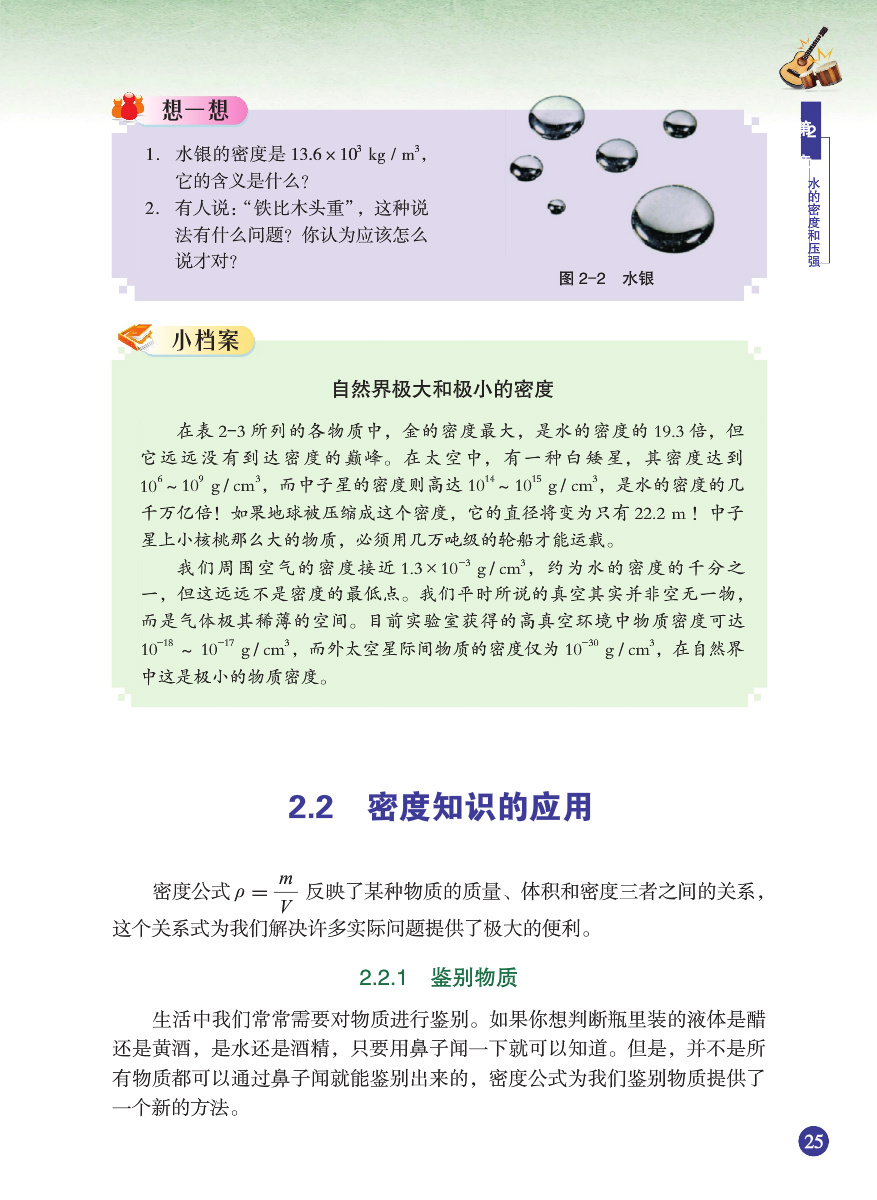 想一想
1. 水银的密度是 13.6 × 10³ kg / m³，
它的含义是什么？
2. 有人说：“铁比木头重”，这种说
法有什么问题？你认为应该怎么
说才对？
图 2-2 水银
第2章
水的密度和压强
小档案
自然界极大和极小的密度
在表 2-3 所列的各物质中，金的密度最大，是水的密度的 19.3 倍，但
它远远没有到达密度的巅峰。在太空中，有一种白矮星，其密度达到
10⁶ ~ 10⁹ g / cm³，而中子星的密度则高达 10¹⁴ ~ 10¹⁵ g / cm³，是水的密度的几
千万亿倍！如果地球被压缩成这个密度，它的直径将变为只有 22.2 m！中子
星上小核桃那么大的物质，必须用几万吨级的轮船才能运载。
我们周围空气的密度接近 1.3 × 10⁻³ g / cm³，约为水的密度的千分之
一，但这远远不是密度的最低点。我们平时所说的真空其实并非空无一物，
而是气体极其稀薄的空间。目前实验室获得的高真空环境中物质密度可达
10⁻¹⁸ ~ 10⁻¹⁷ g / cm³，而外太空星际间物质的密度仅为 10⁻³⁰ g / cm³，在自然界
中这是极小的物质密度。
2.2 密度知识的应用
密度公式 ρ = m/V 反映了某种物质的质量、体积和密度三者之间的关系，
这个关系式为我们解决许多实际问题提供了极大的便利。
2.2.1 鉴别物质
生活中我们常常需要对物质进行鉴别。如果你想判断瓶里装的液体是醋
还是黄酒，是水还是酒精，只要用鼻子闻一下就可以知道。但是，并不是所
有物质都可以通过鼻子闻就能鉴别出来的，密度公式为我们鉴别物质提供了
一个新的方法。
25